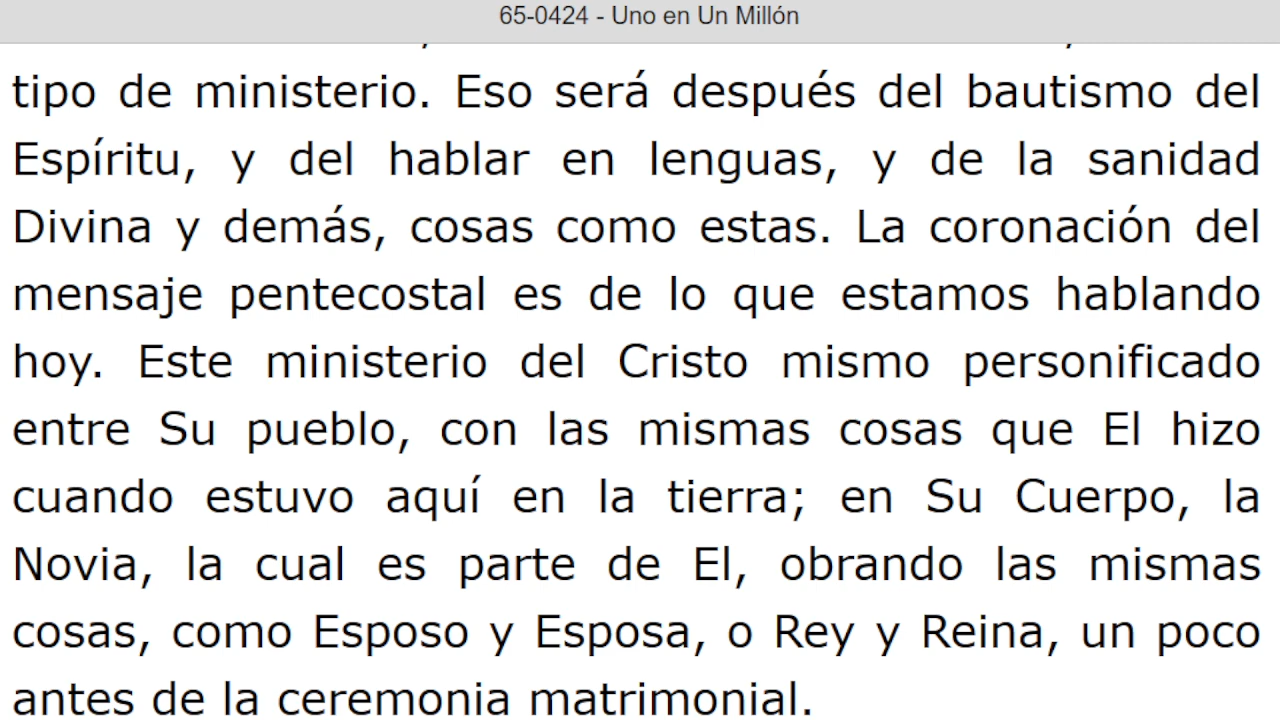 65-0424 - Uno en Un Millón
tipo de ministerio. Eso será después del bautismo del
Espíritu, y del hablar en lenguas, y de la sanidad
Divina y demás, cosas como estas. La coronación del
mensaje pentecostal es de lo que estamos hablando
hoy. Este ministerio del Cristo mismo personificado
entre Su pueblo, con las mismas cosas que El hizo
cuando estuvo aquí en la tierra; en Su Cuerpo, la
Novia, la cual es parte de El, obrando las mismas
cosas, como Esposo y Esposa, o Rey y Reina, un poco
antes de la ceremonia matrimonial.